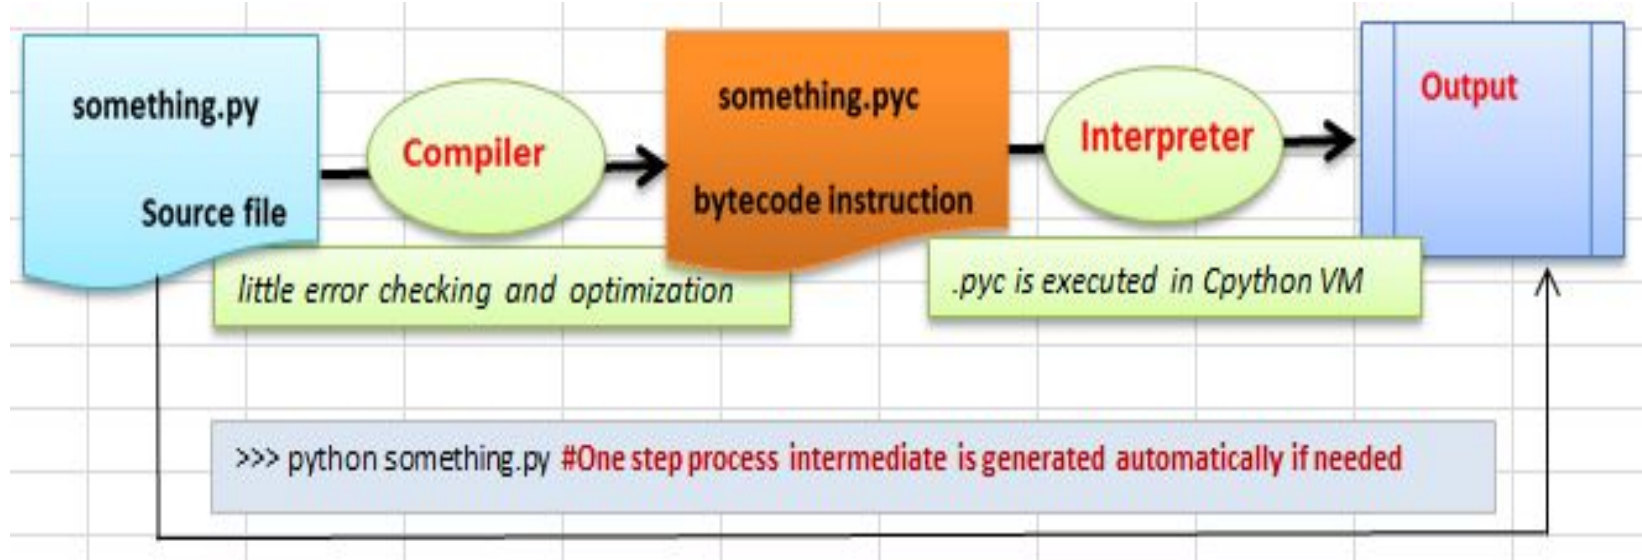 something.py
Source file
Compiler
little error checking and optimization
something.pyc
bytecode instruction
Interpreter
.pyc is executed in Cpython VM
Output
>>> python something.py #One step process intermediate is generated automatically if needed